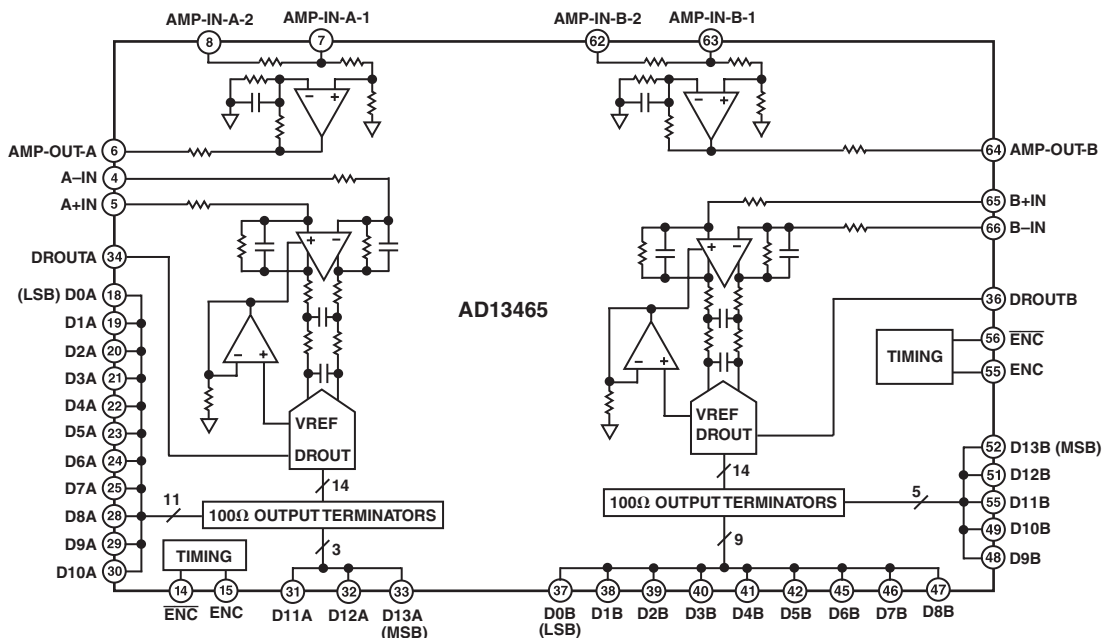 AMP-IN-A-2 AMP-IN-A-1 AMP-IN-B-2 AMP-IN-B-1
8 7 62 63
− + − +
AMP-OUT-A 6 64 AMP-OUT-B
A–IN 4
A+IN 5 65 B+IN
66 B–IN
+ − + −
DROUTA 34
(LSB) D0A 18 AD13465 36 DROUTB
D1A 19
56 ENC
TIMING
− + − +
D2A 20
55 ENC
D3A 21
D4A 22 VREF VREF
D5A 23 DROUT
DROUT 52 D13B (MSB)
D6A 24
14 51 D12B
D7A 25 14
11 100Ω OUTPUT TERMINATORS 5 55 D11B
D8A 28 100Ω OUTPUT TERMINATORS
49 D10B
D9A 29 3 9
TIMING 48 D9B
D10A 30
14 15 31 32 33 37 38 39 40 41 42 45 46 47
ENC ENC D11A D12A D13A D0B D1B D2B D3B D4B D5B D6B D7B D8B
(MSB) (LSB)